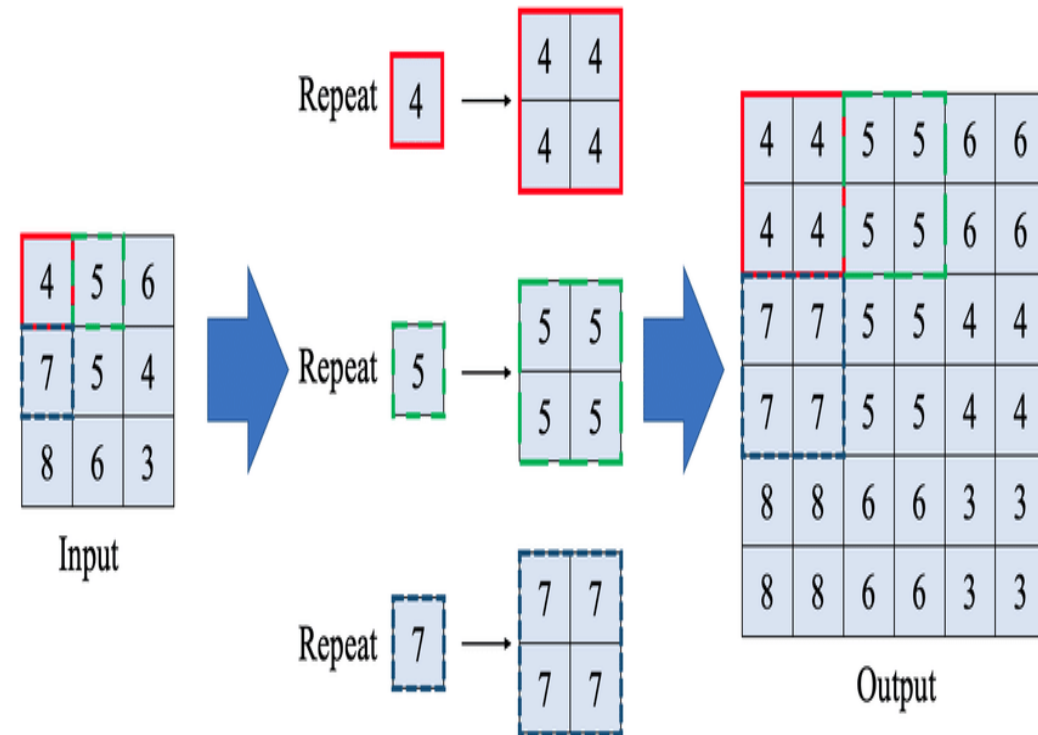 4 5 6
7 5 4
8 6 3
Input
Repeat 4
4 4
4 4
Repeat 5
5 5
5 5
Repeat 7
7 7
7 7
4 4 5 5 6 6
4 4 5 5 6 6
7 7 5 5 4 4
7 7 5 5 4 4
8 8 6 6 3 3
8 8 6 6 3 3
Output